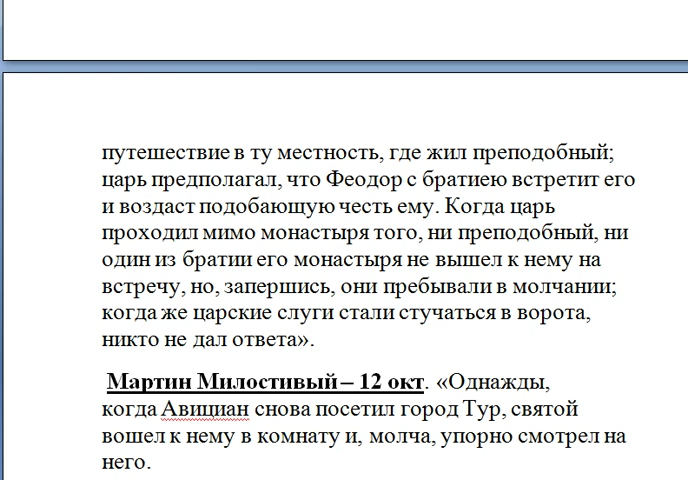 путешествие в ту местность, где жил преподобный;
царь предполагал, что Феодор с братиею встретит его
и воздаст подобающую честь ему. Когда царь
проходил мимо монастыря того, ни преподобный, ни
один из братии его монастыря не вышел к нему на
встречу, но, запершись, они пребывали в молчании;
когда же царские слуги стали стучаться в ворота,
никто не дал ответа».
Мартин Милостивый – 12 окт. «Однажды,
когда Авициан снова посетил город Тур, святой
вошел к нему в комнату и, молча, упорно смотрел на
него.